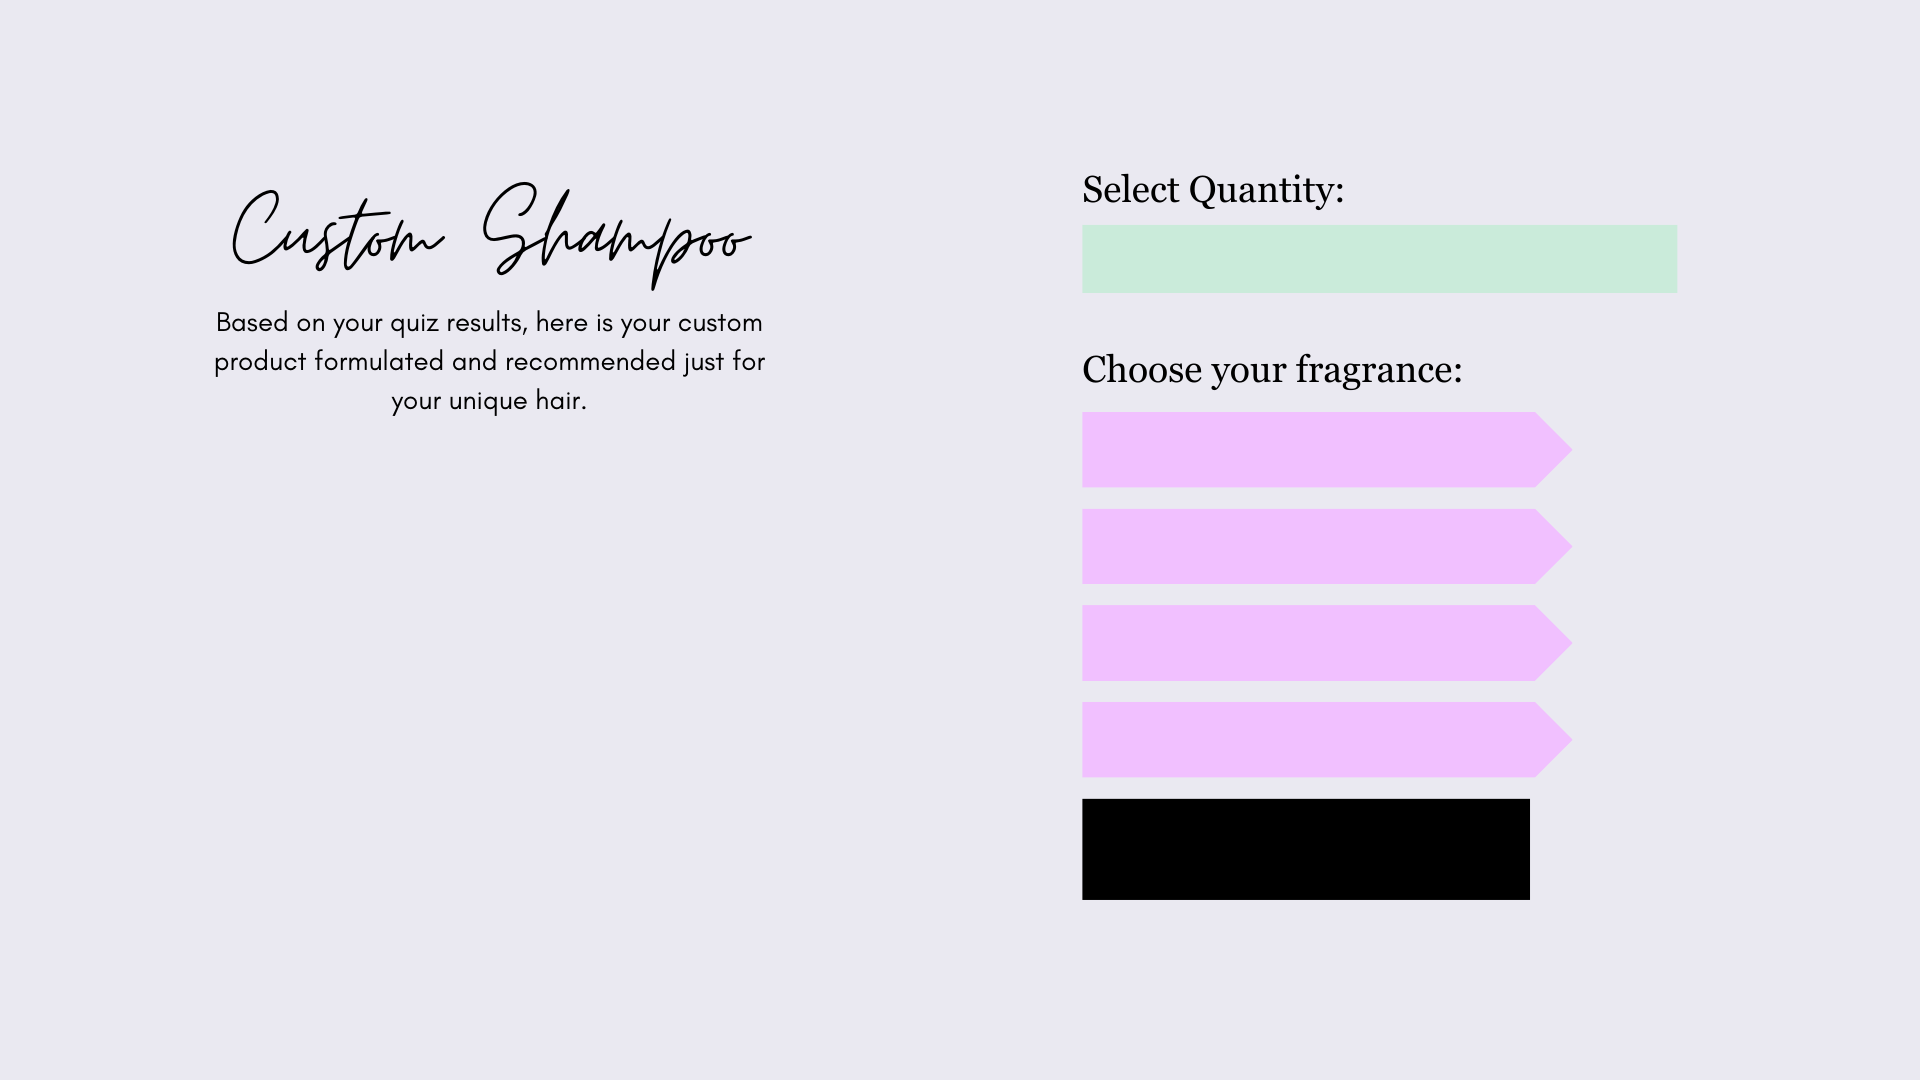 Custom Shampoo
Based on your quiz results, here is your custom
product formulated and recommended just for
your unique hair.
Select Quantity:
Choose your fragrance: